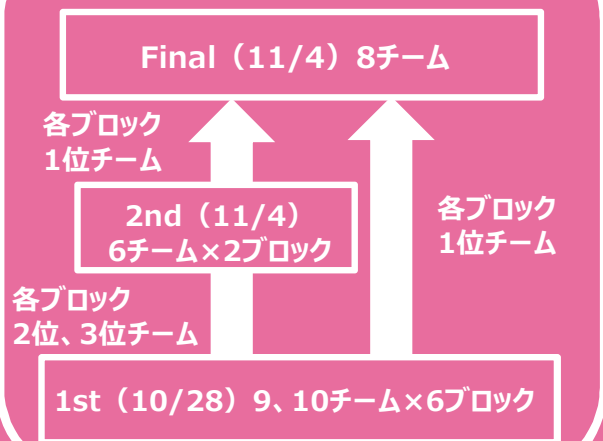 Final（11/4）8チーム
各ブロック
1位チーム
2nd（11/4）
6チーム×2ブロック
各ブロック
1位チーム
各ブロック
2位、3位チーム
1st（10/28）9、10チーム×6ブロック